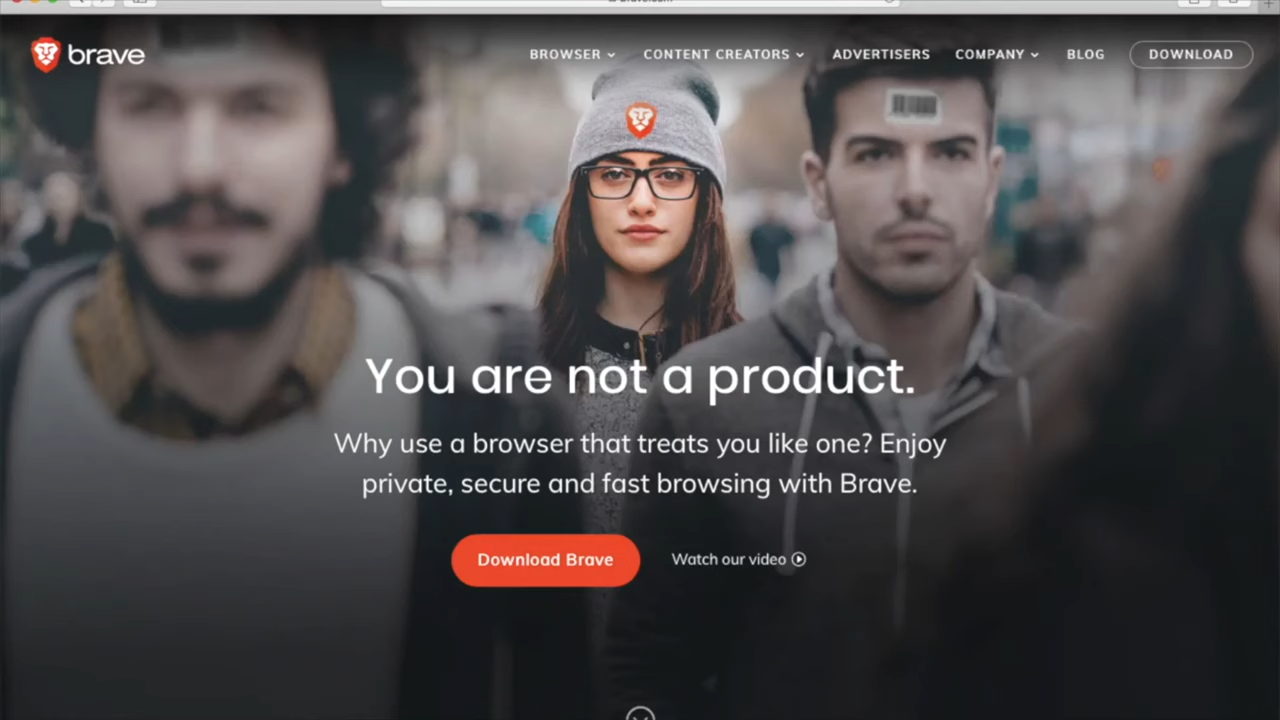 brave
BROWSER
CONTENT CREATORS
ADVERTISERS
COMPANY
BLOG
DOWNLOAD
You are not a product.
Why use a browser that treats you like one? Enjoy
private, secure and fast browsing with Brave.
Download Brave
Watch our video